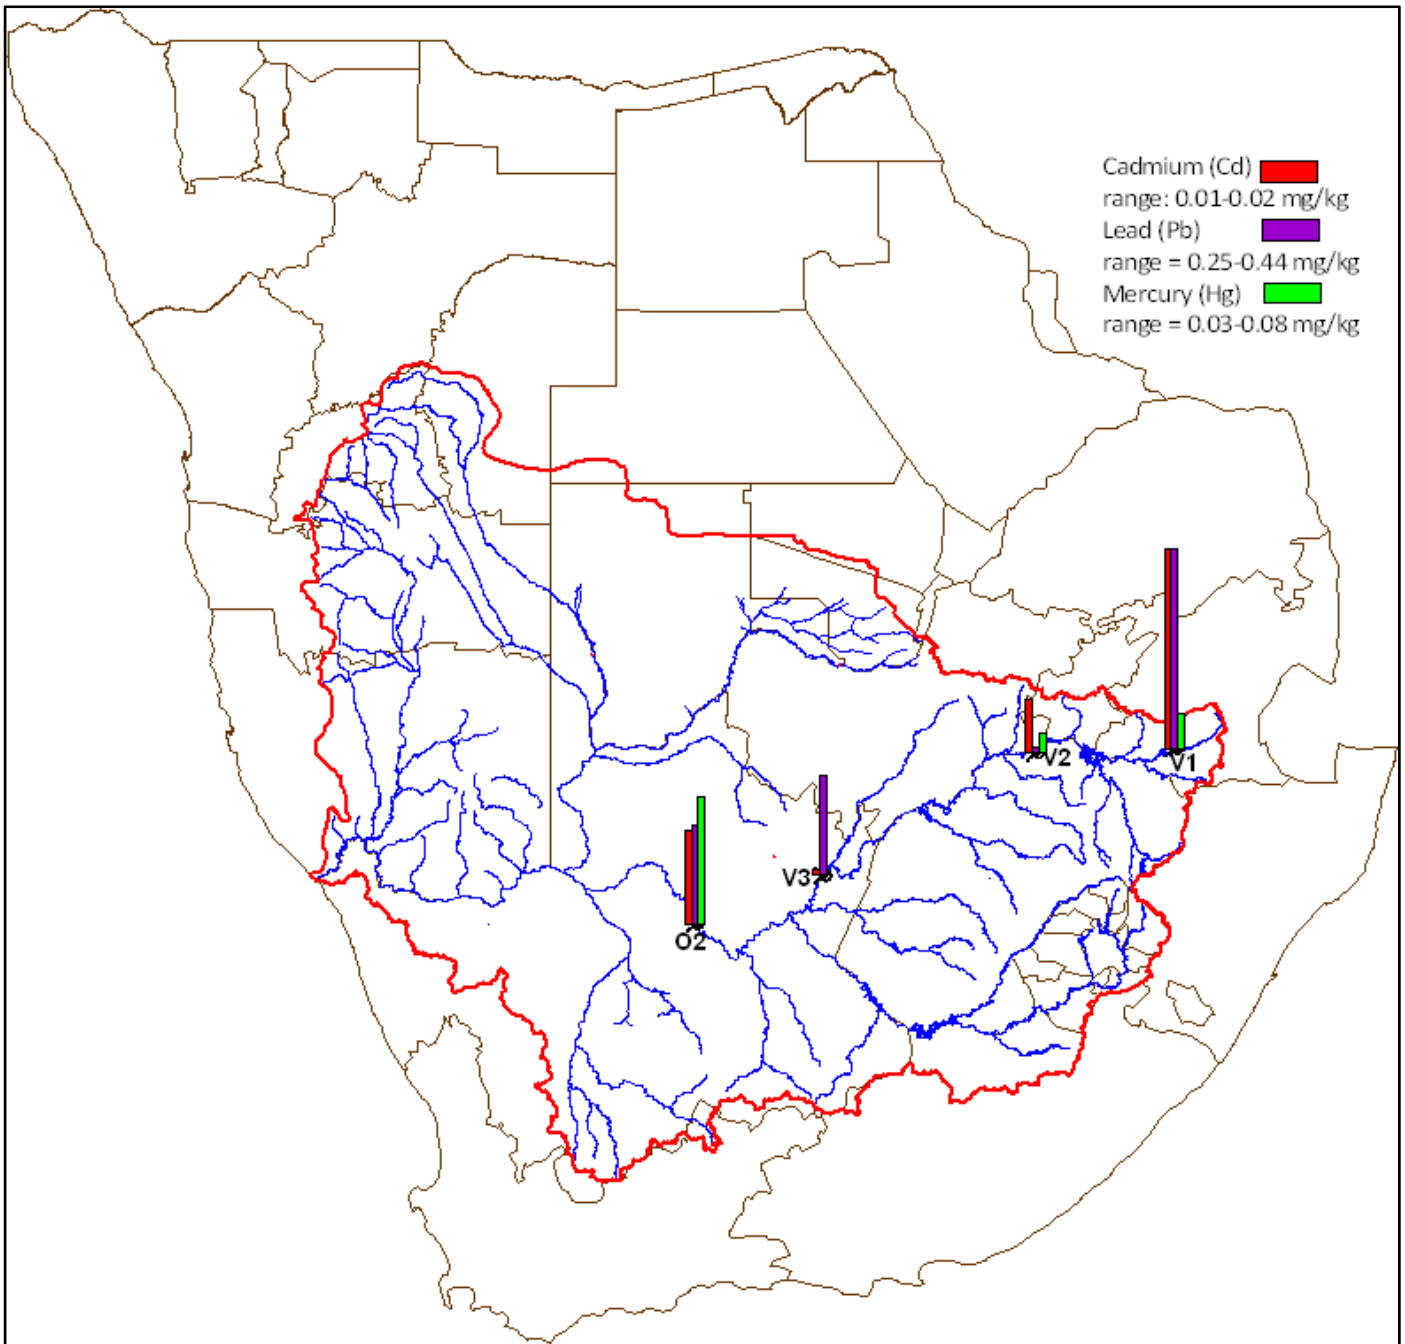 Cadmium (Cd)
range: 0.01-0.02 mg/kg
Lead (Pb)
range = 0.25-0.44 mg/kg
Mercury (Hg)
range = 0.03-0.08 mg/kg
V2
V1
V3
O2